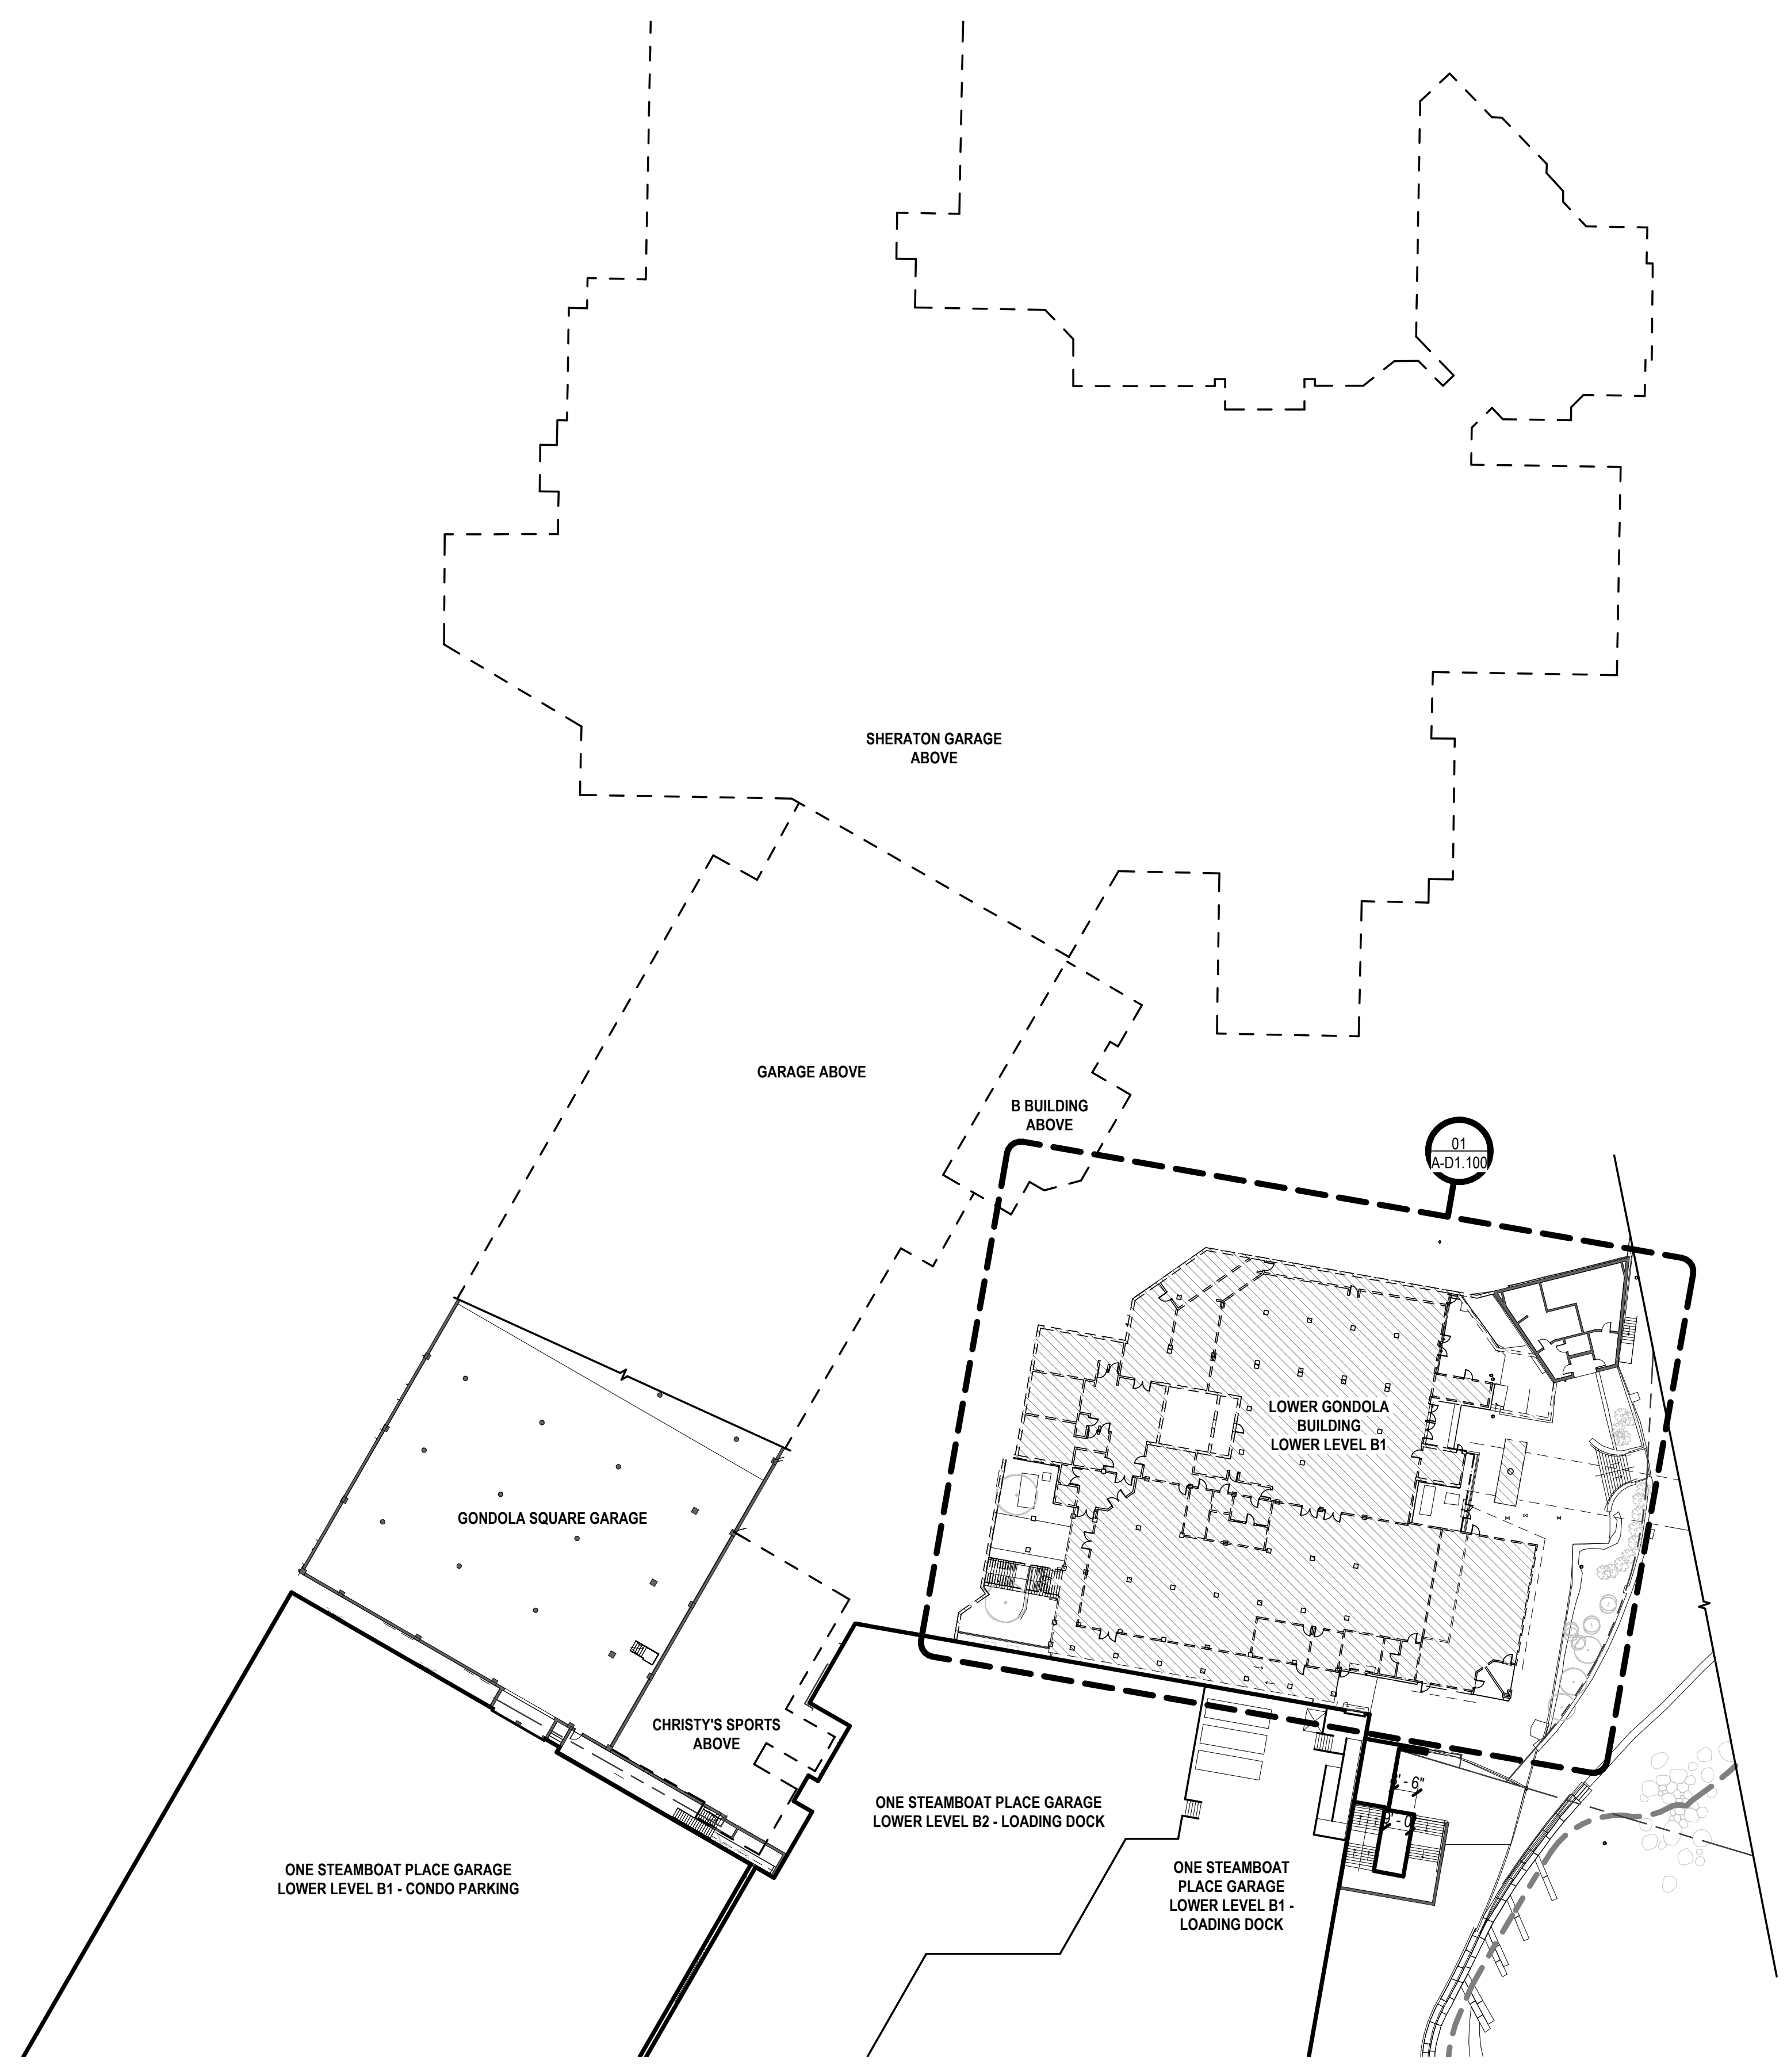 SHERATON GARAGE
ABOVE
GARAGE ABOVE
B BUILDING
ABOVE
01
A-D1.100
LOWER GONDOLA
BUILDING
LOWER LEVEL B1
GONDOLA SQUARE GARAGE
CHRISTY'S SPORTS
ABOVE
ONE STEAMBOAT PLACE GARAGE
LOWER LEVEL B2 - LOADING DOCK
ONE STEAMBOAT PLACE GARAGE
LOWER LEVEL B1 - CONDO PARKING
ONE STEAMBOAT
PLACE GARAGE
LOWER LEVEL B1 -
LOADING DOCK